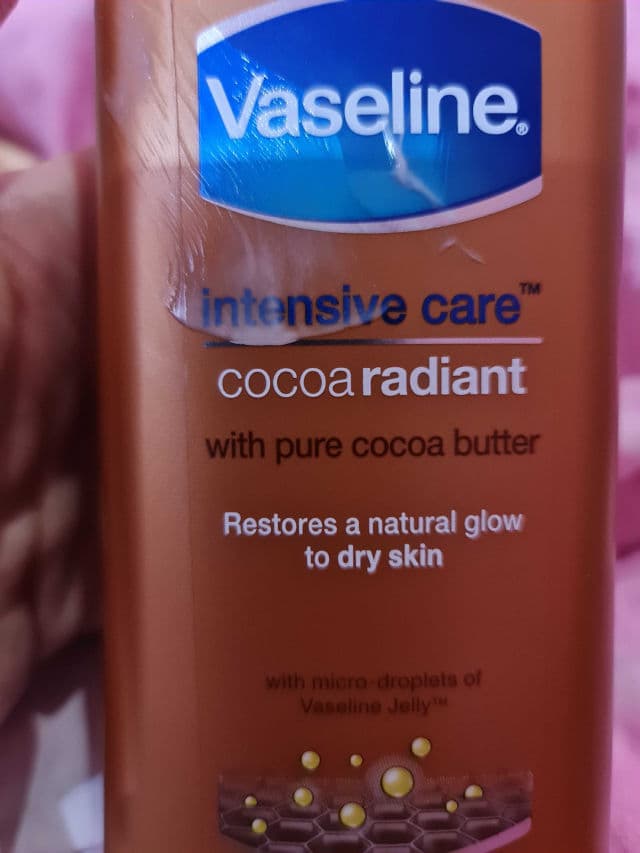 Vaseline®
intensive care™
cocoa radiant
with pure cocoa butter
Restores a natural glow
to dry skin
with micro-droplets of
Vaseline Jelly™